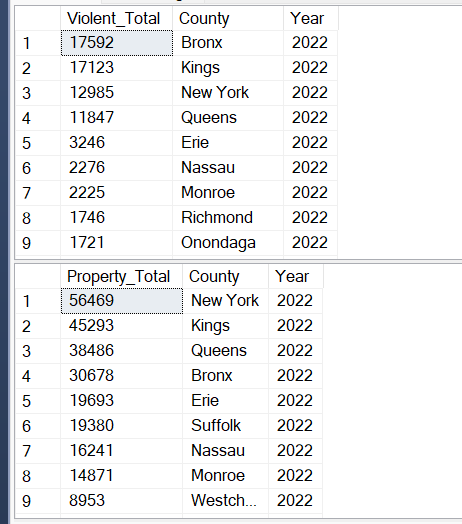 Violent_Total County Year
1 17592 Bronx 2022
2 17123 Kings 2022
3 12985 New York 2022
4 11847 Queens 2022
5 3246 Erie 2022
6 2276 Nassau 2022
7 2225 Monroe 2022
8 1746 Richmond 2022
9 1721 Onondaga 2022
Property_Total County Year
1 56469 New York 2022
2 45293 Kings 2022
3 38486 Queens 2022
4 30678 Bronx 2022
5 19693 Erie 2022
6 19380 Suffolk 2022
7 16241 Nassau 2022
8 14871 Monroe 2022
9 8953 Westch... 2022